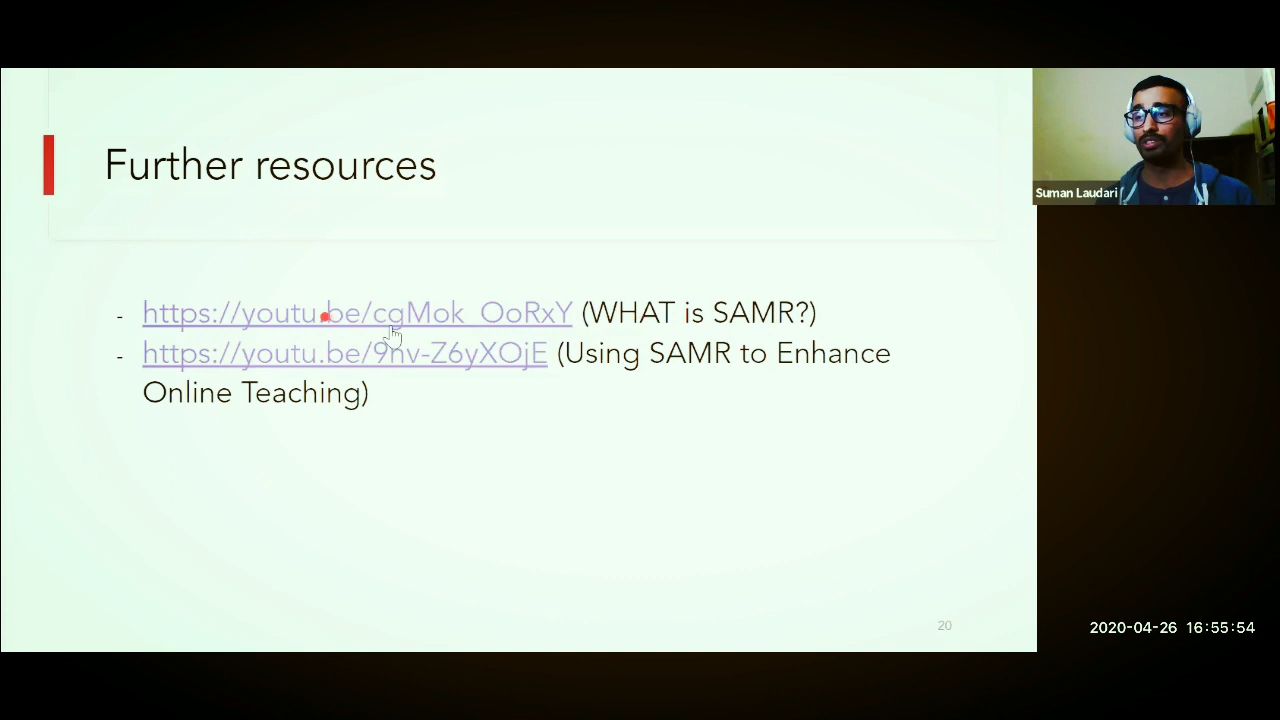 Further resources
Suman Laudari
- https://youtu.be/cgMok_OoRxY (WHAT is SAMR?)
- https://youtu.be/9hv-Z6yXOjE (Using SAMR to Enhance
Online Teaching)
20
2020-04-26 16:55:54